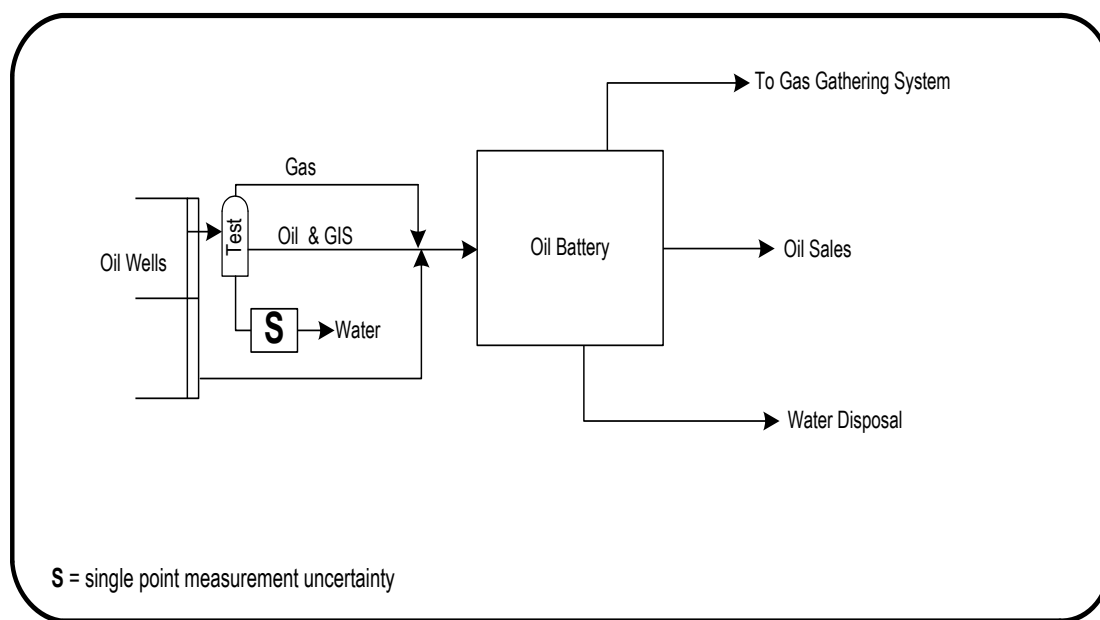 To Gas Gathering System
Gas
Test
Oil & GIS
Oil Wells
Oil Battery
Oil Sales
S
Water
Water Disposal
S = single point measurement uncertainty